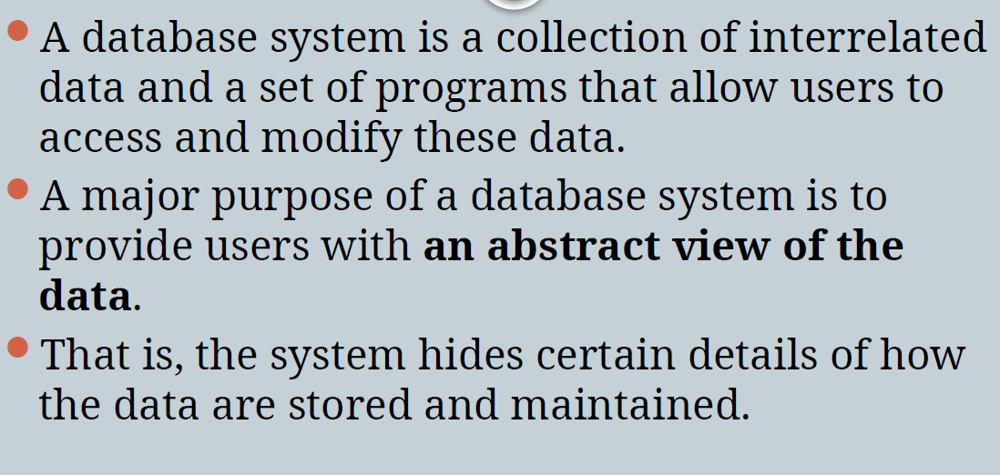 A database system is a collection of interrelated
data and a set of programs that allow users to
access and modify these data.
A major purpose of a database system is to
provide users with an abstract view of the
data.
That is, the system hides certain details of how
the data are stored and maintained.